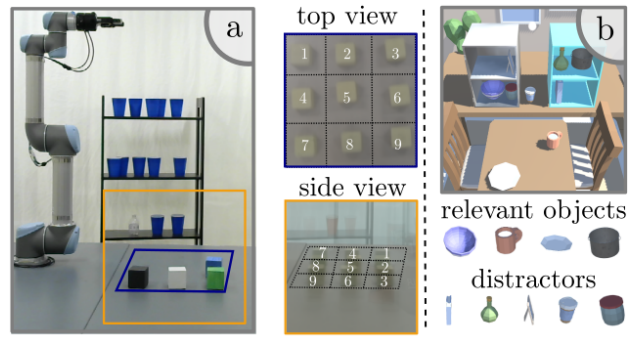 a
top view
1 2 3
4 5 6
7 8 9
side view
7 4 1
8 5 2
9 6 3
b
relevant objects
distractors